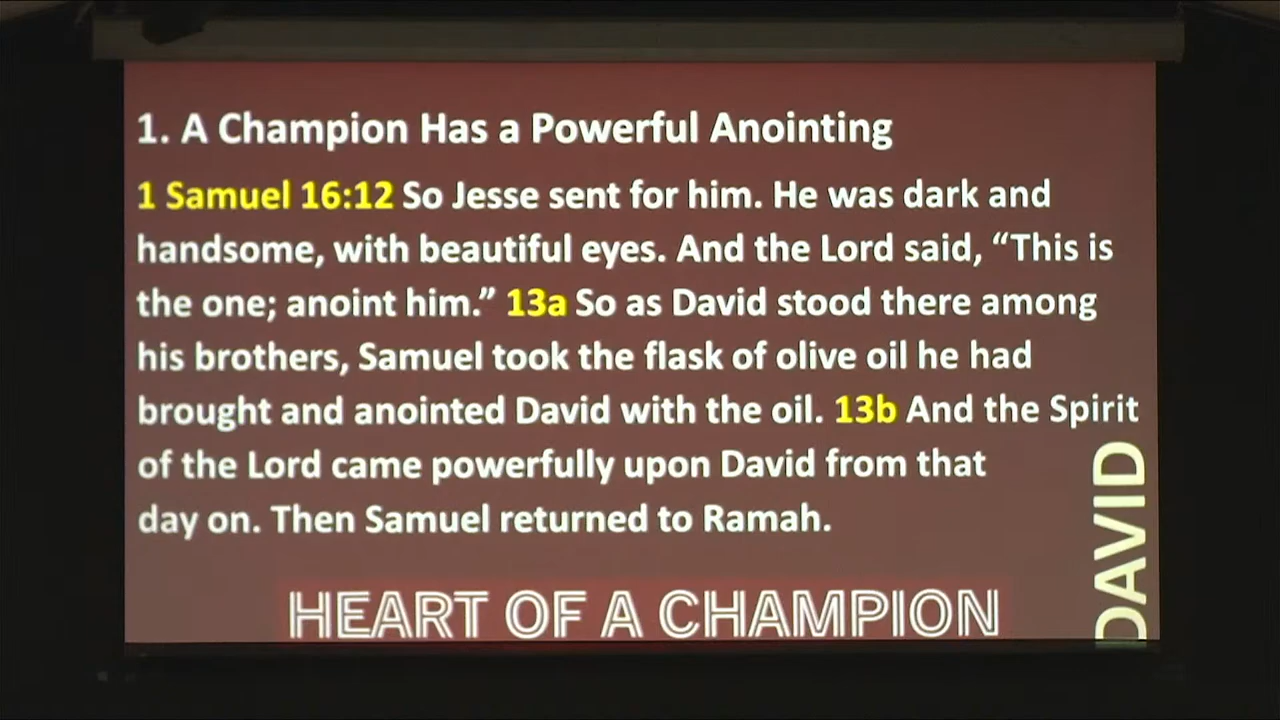 1. A Champion Has a Powerful Anointing
1 Samuel 16:12 So Jesse sent for him. He was dark and
handsome, with beautiful eyes. And the Lord said, “This is
the one; anoint him.” 13a So as David stood there among
his brothers, Samuel took the flask of olive oil he had
brought and anointed David with the oil. 13b And the Spirit
of the Lord came powerfully upon David from that
day on. Then Samuel returned to Ramah.
DAVID
HEART OF A CHAMPION